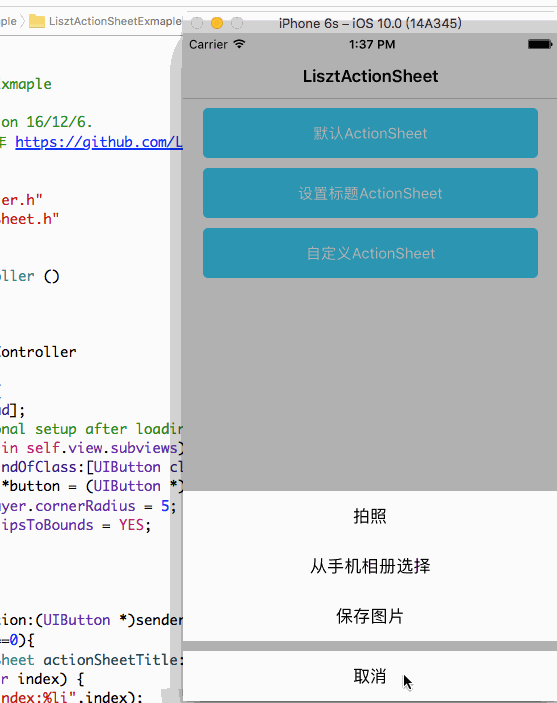 ple
LisztActionSheetExmaple
iPhone 6s – iOS 10.0 (14A345)
Carrier
1:37 PM
LisztActionSheet
xmaple
on 16/12/6.
https://github.com/L
er.h"
heet.h"
ller ()
ontroller
d];
nal setup after loadin
in self.view.subviews)
ndOfClass:[UIButton cl
*button = (UIButton *)
yer.cornerRadius = 5;
ipsToBounds = YES;
tion:(UIButton *)sender
=0){
Sheet actionSheetTitle:
r index) {
ndex:%li",index);
默认ActionSheet
设置标题ActionSheet
自定义ActionSheet
拍照
从手机相册选择
保存图片
取消